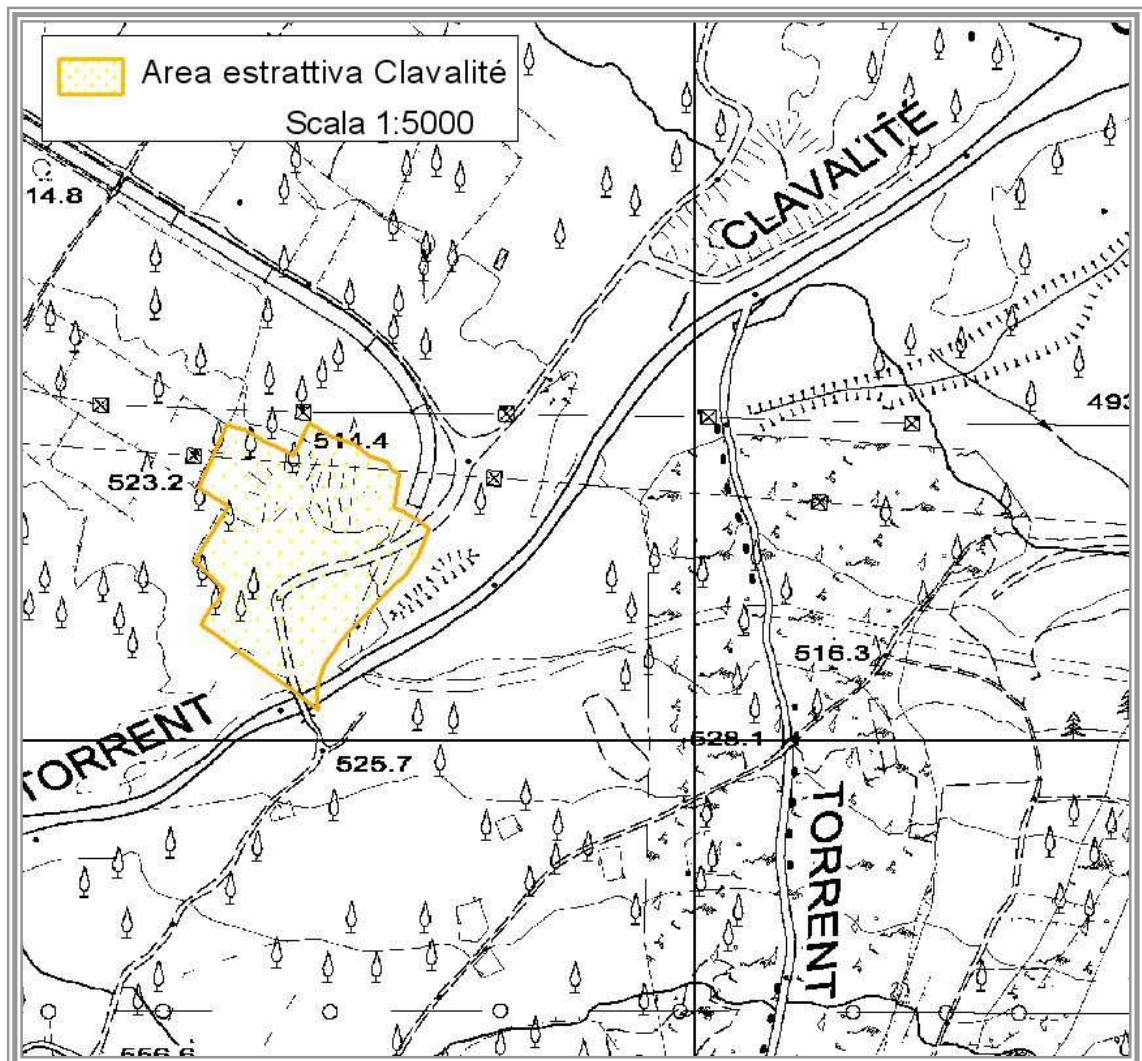 Area estrattiva Clavalité
Scala 1:5000
14.8
CLAVALITÉ
493
514.4
523.2
516.3
TORRENT
528.1
525.7
TORRENT